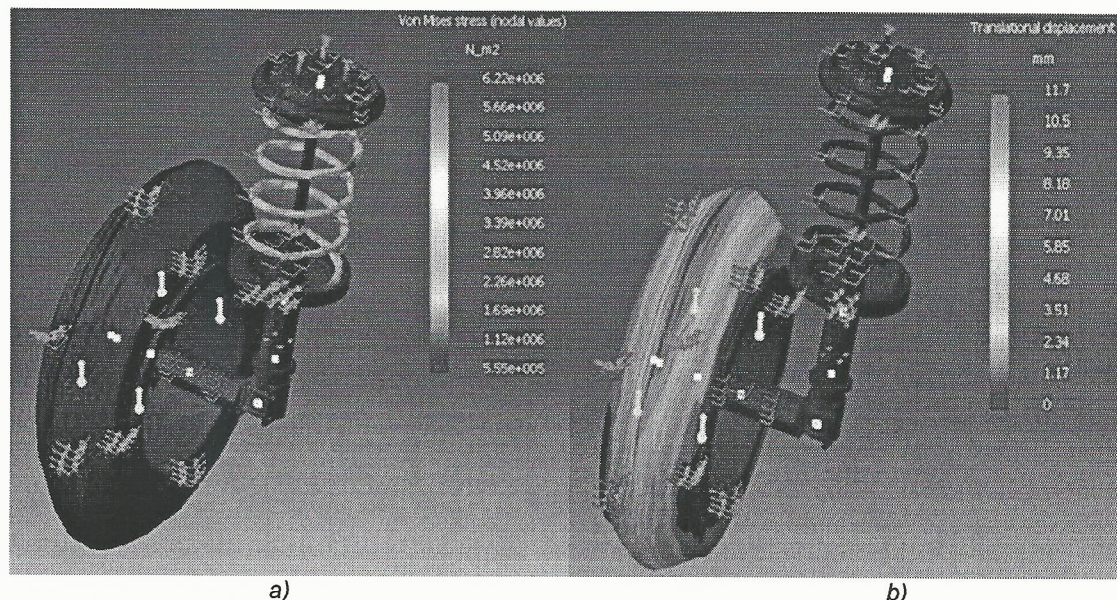 Von Mises stress (nodal values)
N_m2
6.22e+006
5.66e+006
5.09e+006
4.52e+006
3.96e+006
3.39e+006
2.82e+006
2.26e+006
1.69e+006
1.12e+006
5.55e+005
Translational displacement
mm
11.7
10.5
9.35
8.18
7.01
5.85
4.68
3.51
2.34
1.17
0
a)
b)